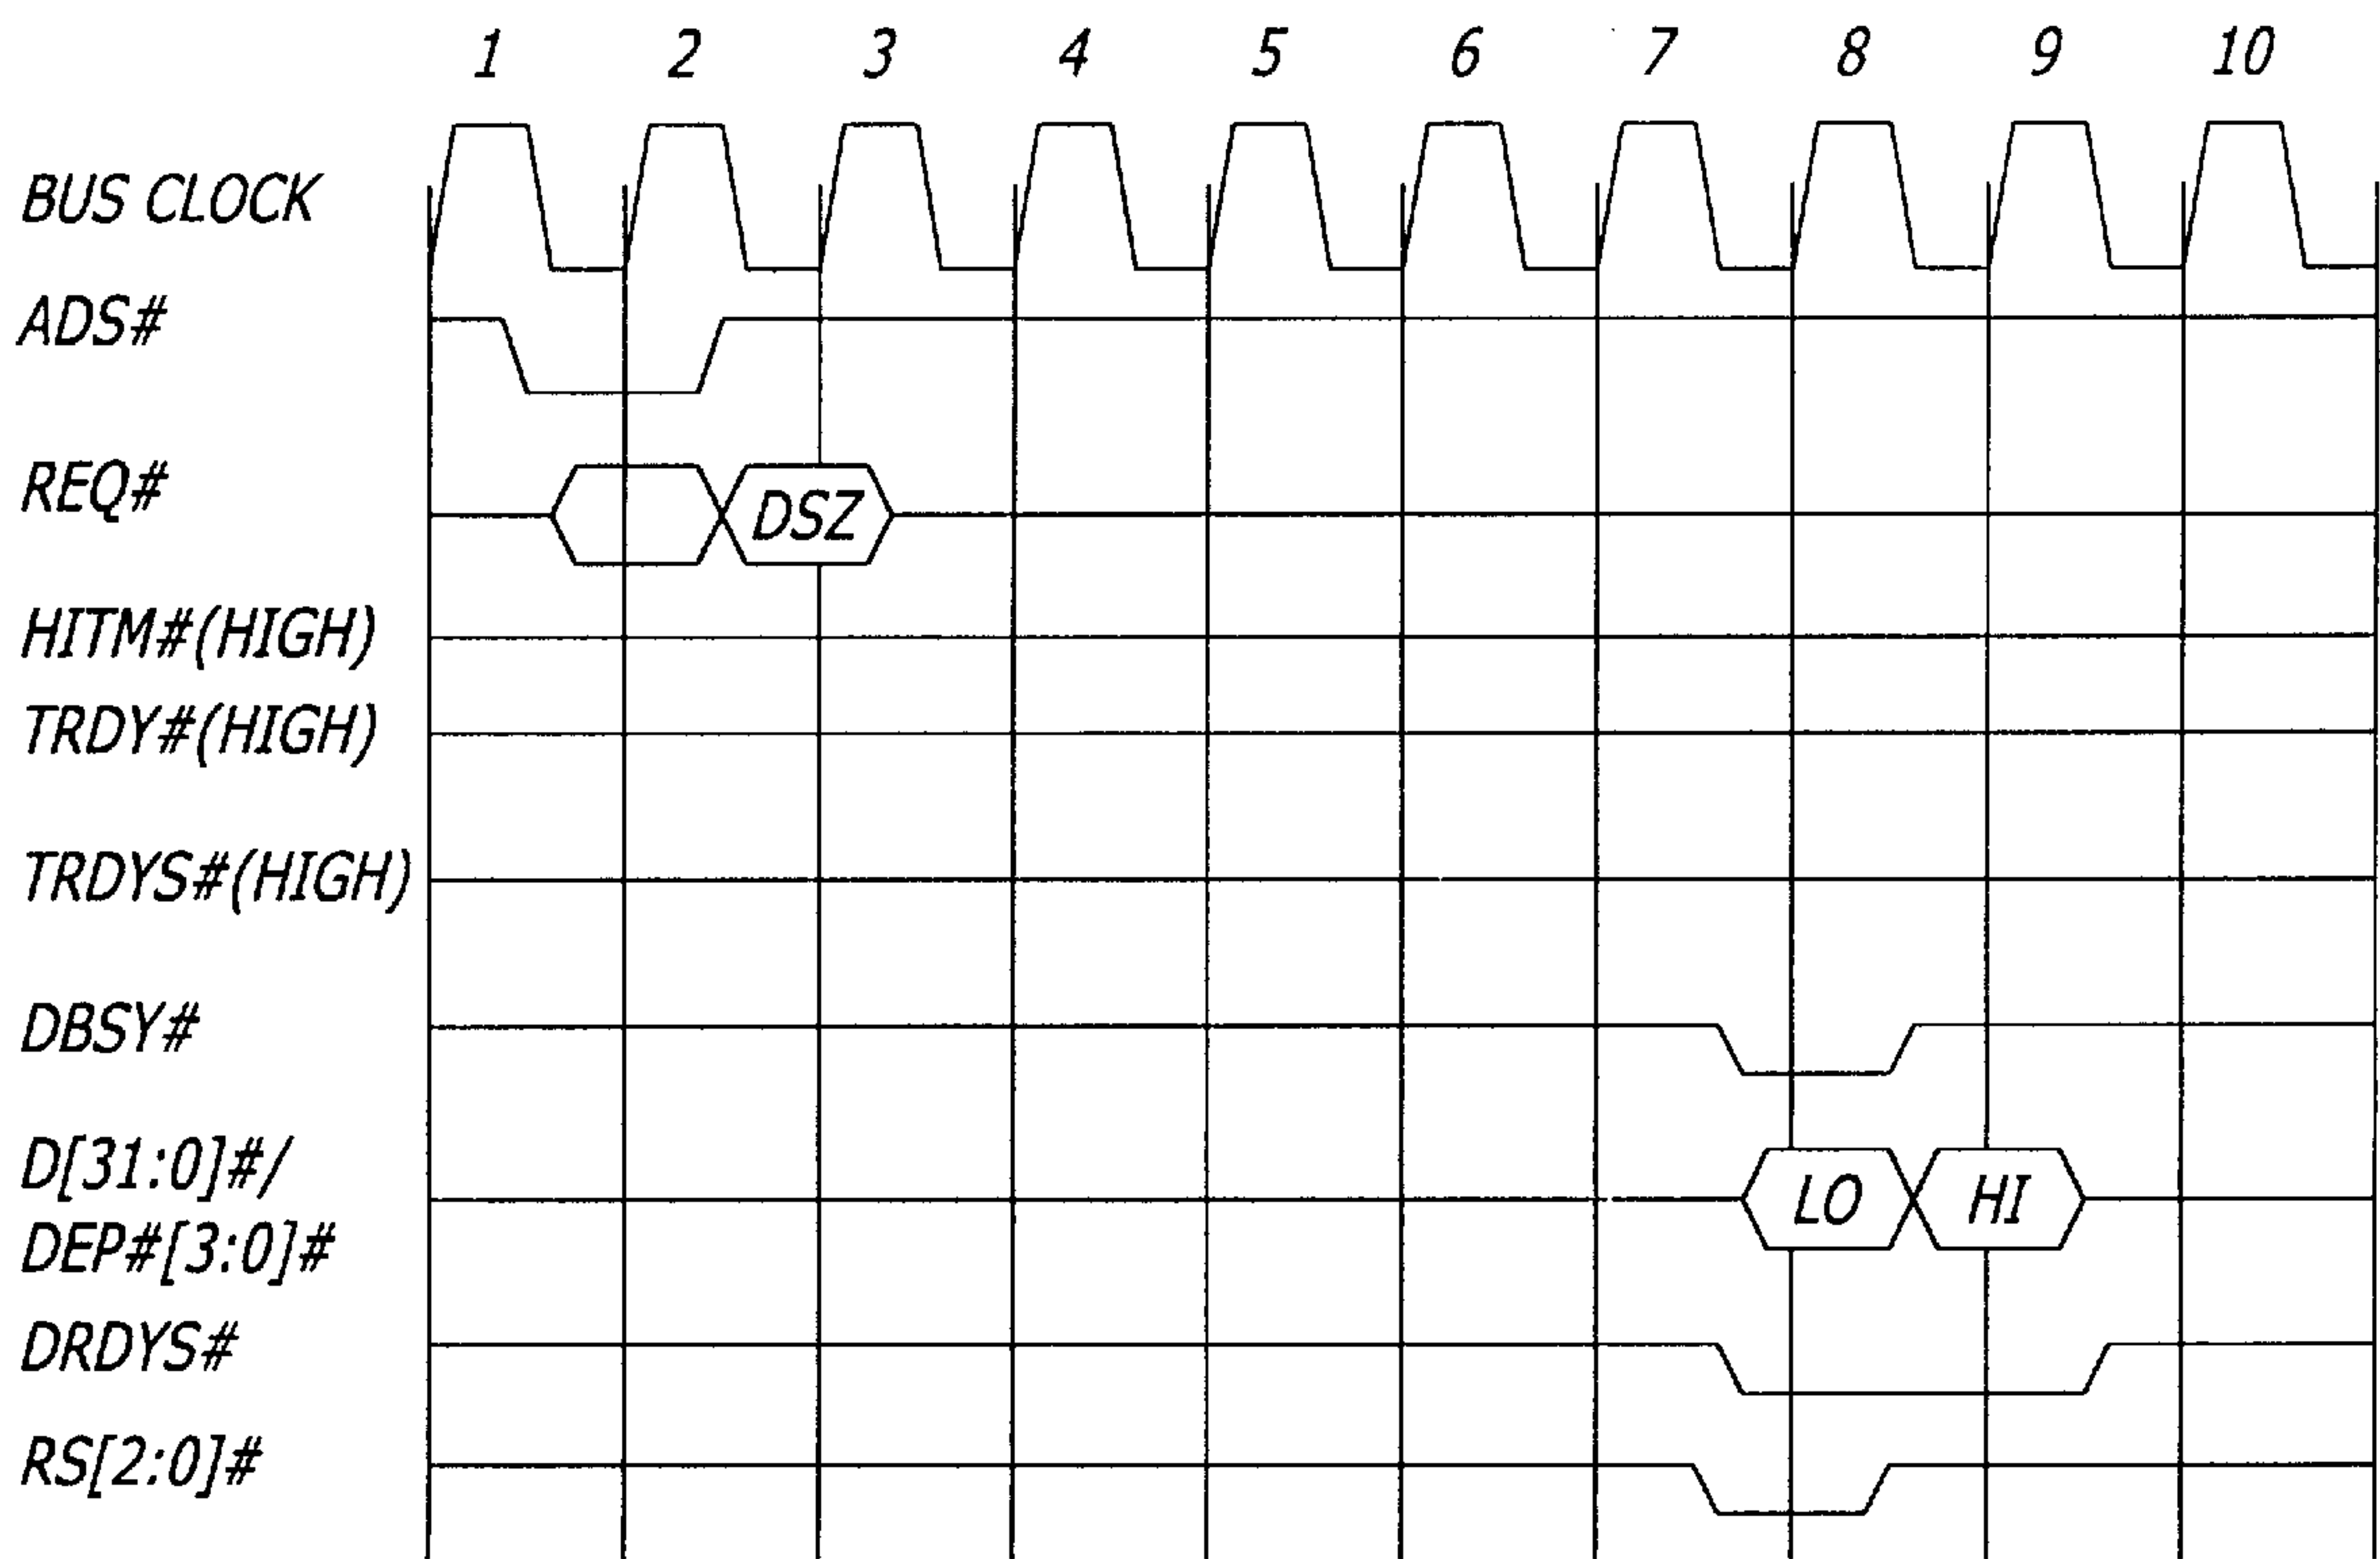 1 2 3 4 5 6 7 8 9 10
BUS CLOCK
ADS#
REQ#
DSZ
HITM#(HIGH)
TRDY#(HIGH)
TRDYS#(HIGH)
DBSY#
D[31:0]#/
LO HI
DEP#[3:0]#
DRDYS#
RS[2:0]#